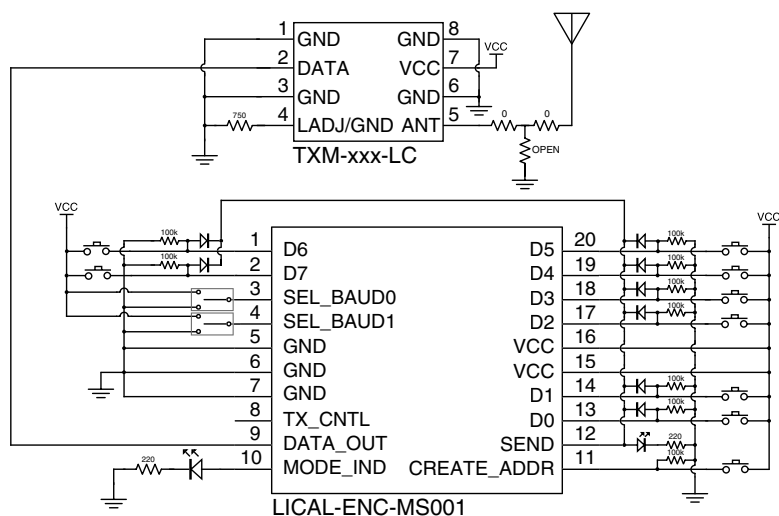 1 GND GND 8
2 DATA VCC 7 VCC
3 GND GND 6
750 4 LADJ/GND ANT 5 0 0
OPEN
TXM-xxx-LC
VCC VCC
100k 1 D6 D5 20 100k
100k 2 D7 D4 19 100k
3 SEL_BAUD0 D3 18 100k
4 SEL_BAUD1 D2 17 100k
5 GND VCC 16
6 GND VCC 15
7 GND D1 14 100k
8 TX_CNTL D0 13 100k
9 DATA_OUT SEND 12 220
220 10 MODE_IND CREATE_ADDR 11 100k
LICAL-ENC-MS001